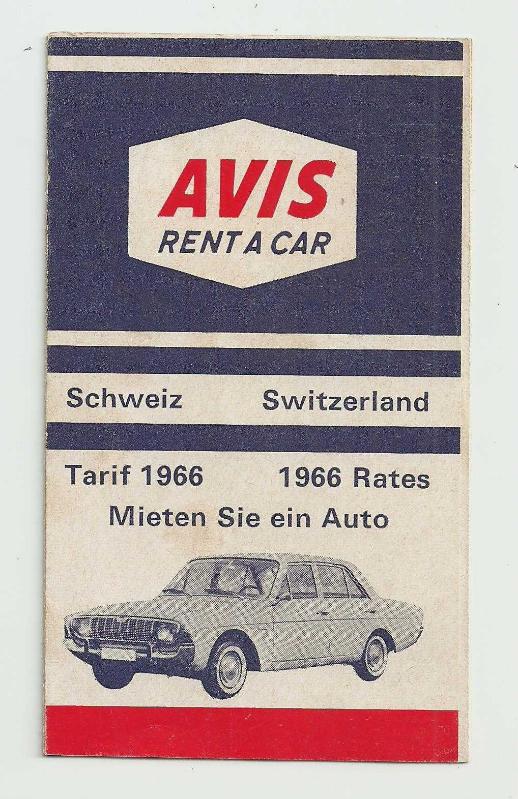 AVIS
RENT A CAR
Schweiz Switzerland
Tarif 1966 1966 Rates
Mieten Sie ein Auto